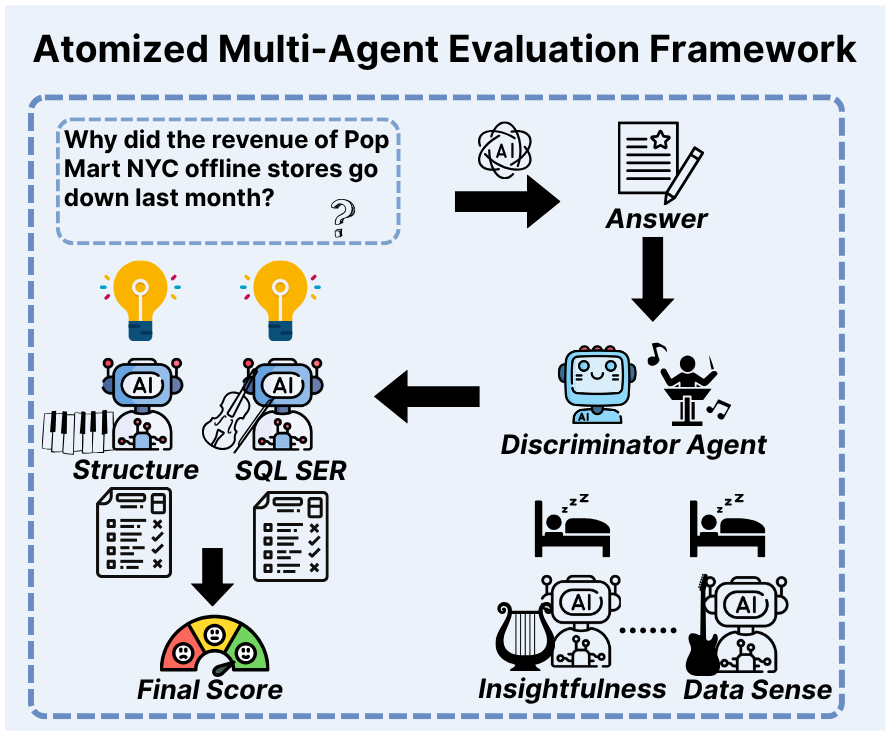 Atomized Multi-Agent Evaluation Framework
Why did the revenue of Pop
Mart NYC offline stores go
down last month?
?
AI
Answer
AI
AI
AI
Structure
SQL SER
Discriminator Agent
z z z
z z z
AI
AI
Final Score
Insightfulness
......
Data Sense